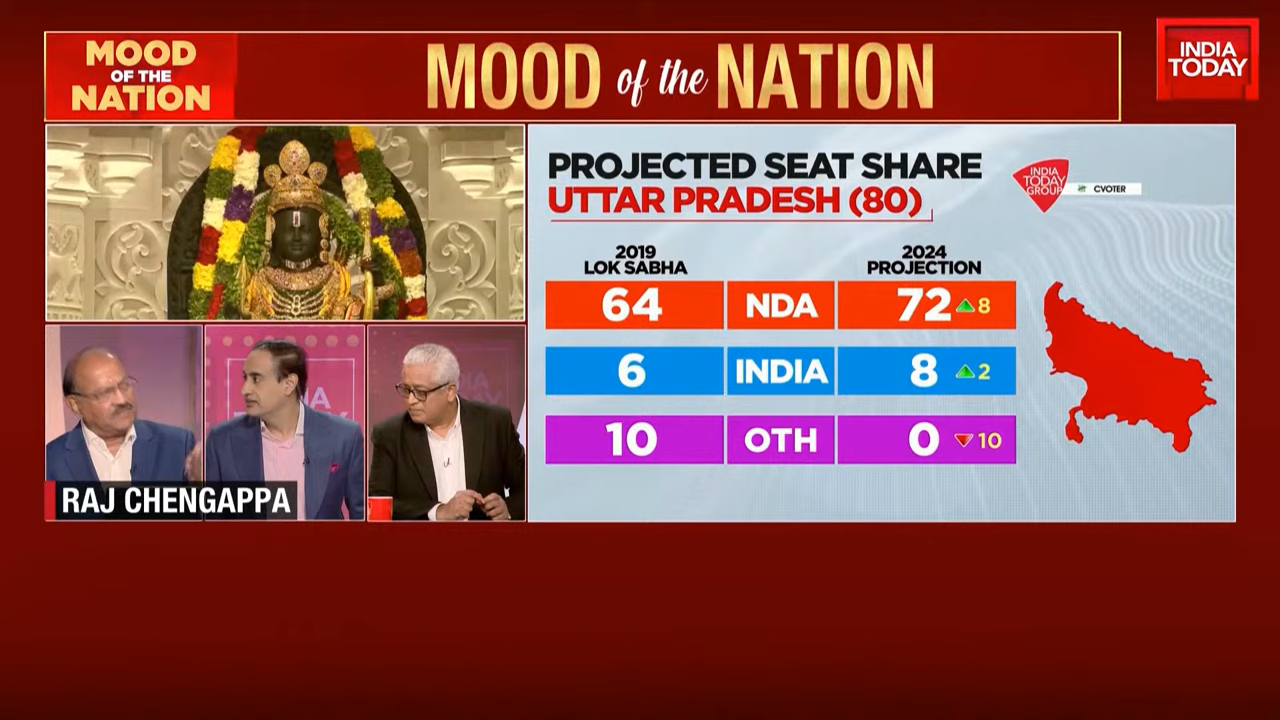 MOOD
OF THE
NATION
MOOD of the NATION
INDIA
TODAY
PROJECTED SEAT SHARE
UTTAR PRADESH (80)
INDIA
TODAY
GROUP
CVOTER
2019
LOK SABHA
2024
PROJECTION
64 NDA 72 8
6 INDIA 8 2
10 OTH 0 10
RAJ CHENGAPPA